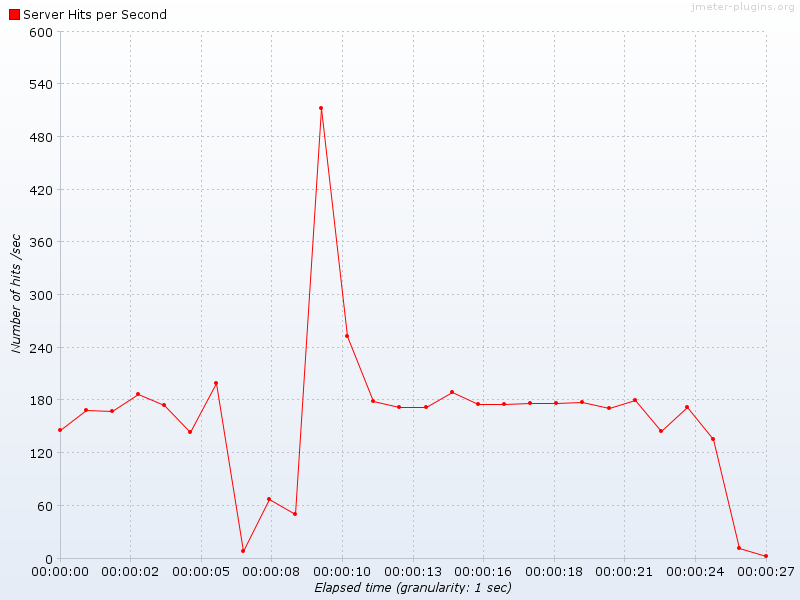 jmeter-plugins.org
Server Hits per Second
600
540
480
420
360
300
240
180
120
60
0
Number of hits /sec
00:00:00 00:00:02 00:00:05 00:00:08 00:00:10 00:00:13 00:00:16 00:00:18 00:00:21 00:00:24 00:00:27
Elapsed time (granularity: 1 sec)